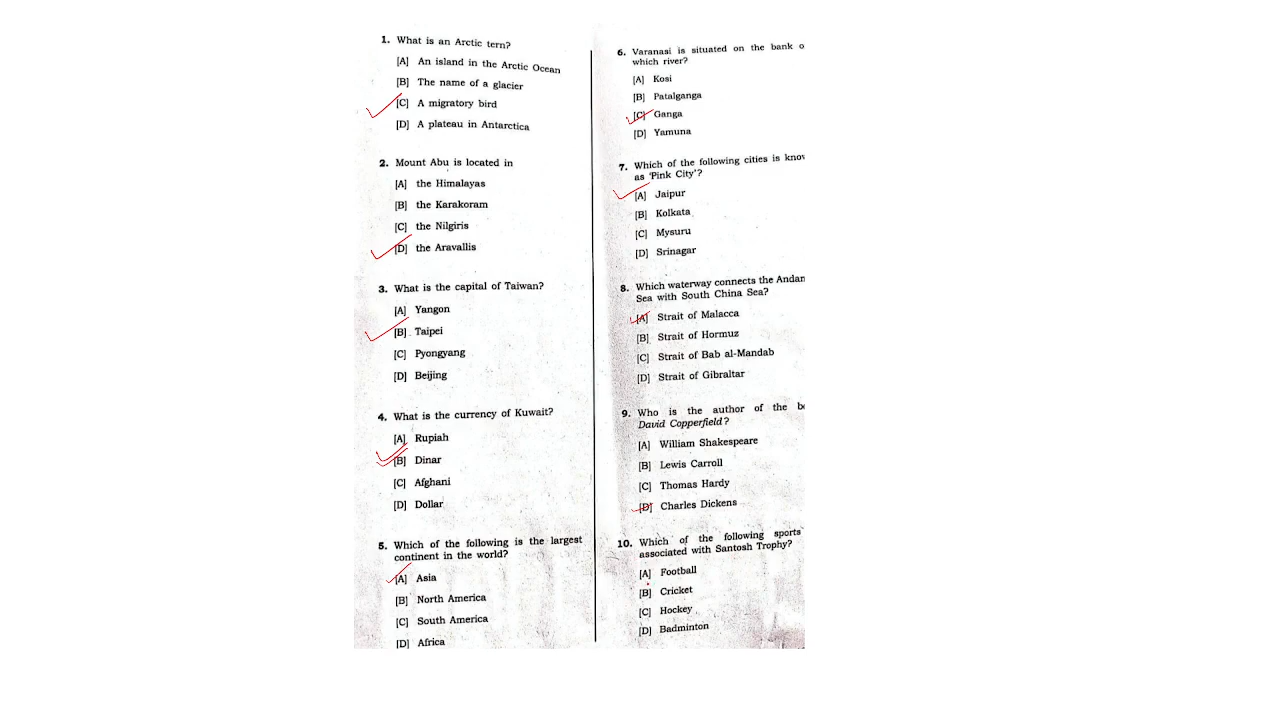 1. What is an Arctic tern?
[A] An island in the Arctic Ocean
[B] The name of a glacier
[C] A migratory bird
[D] A plateau in Antarctica
2. Mount Abu is located in
[A] the Himalayas
[B] the Karakoram
[C] the Nilgiris
[D] the Aravallis
3. What is the capital of Taiwan?
[A] Yangon
[B] Taipei
[C] Pyongyang
[D] Beijing
4. What is the currency of Kuwait?
[A] Rupiah
[B] Dinar
[C] Afghani
[D] Dollar
5. Which of the following is the largest
continent in the world?
[A] Asia
[B] North America
[C] South America
[D] Africa
6. Varanasi is situated on the bank o
which river?
[A] Kosi
[B] Patalganga
[C] Ganga
[D] Yamuna
7. Which of the following cities is know
as 'Pink City'?
[A] Jaipur
[B] Kolkata
[C] Mysuru
[D] Srinagar
8. Which waterway connects the Andam
Sea with South China Sea?
[A] Strait of Malacca
[B] Strait of Hormuz
[C] Strait of Bab al-Mandab
[D] Strait of Gibraltar
9. Who is the author of the bo
David Copperfield?
[A] William Shakespeare
[B] Lewis Carroll
[C] Thomas Hardy
[D] Charles Dickens
10. Which of the following sports
associated with Santosh Trophy?
[A] Football
[B] Cricket
[C] Hockey
[D] Badminton